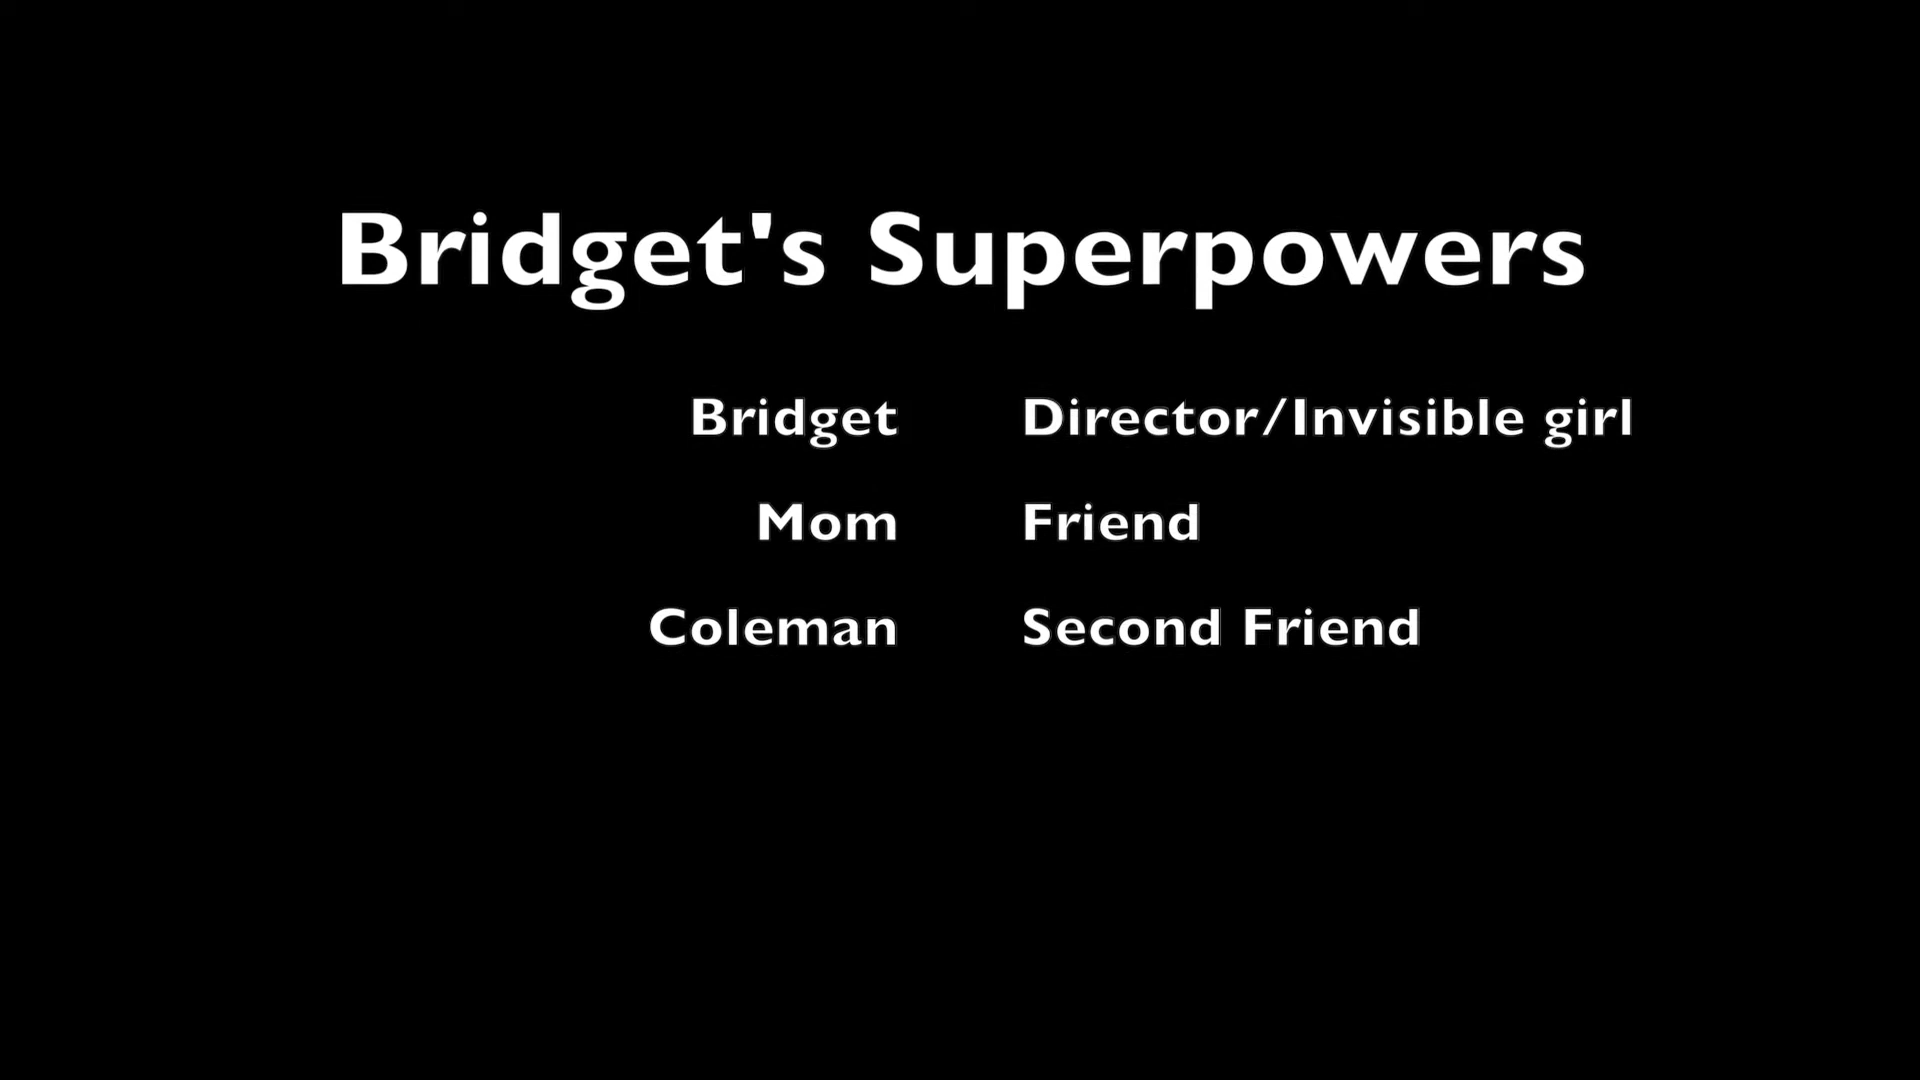 Bridget's Superpowers
Bridget Director/Invisible girl
Mom Friend
Coleman Second Friend